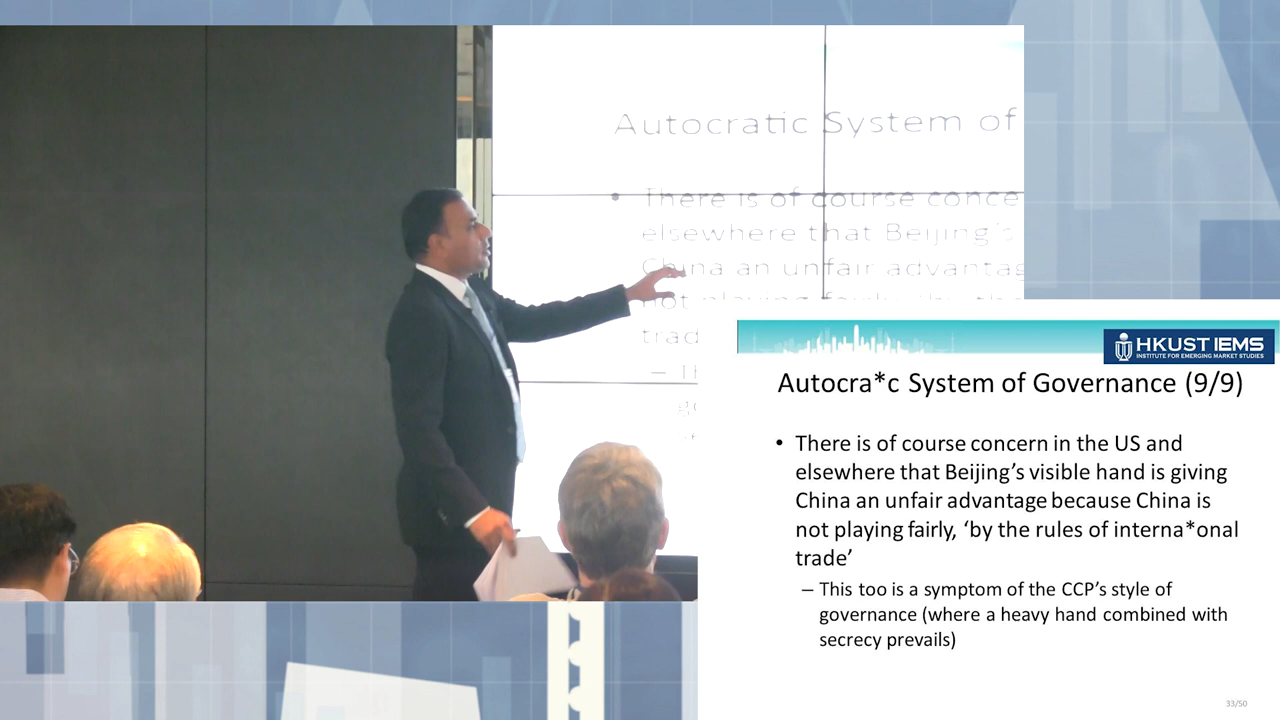 Autocratic System of
There is of course conce
elsewhere that Beijing's
China an unfair advantag
not playing
trad
HKUST IEMS
INSTITUTE FOR EMERGING MARKET STUDIES
Autocra*c System of Governance (9/9)
• There is of course concern in the US and
elsewhere that Beijing's visible hand is giving
China an unfair advantage because China is
not playing fairly, ‘by the rules of interna*onal
trade’
– This too is a symptom of the CCP's style of
governance (where a heavy hand combined with
secrecy prevails)
33/50